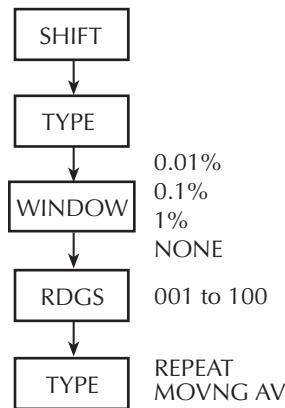 SHIFT
TYPE
0.01%
0.1%
WINDOW
1%
NONE
RDGS 001 to 100
REPEAT
TYPE
MOVNG AV